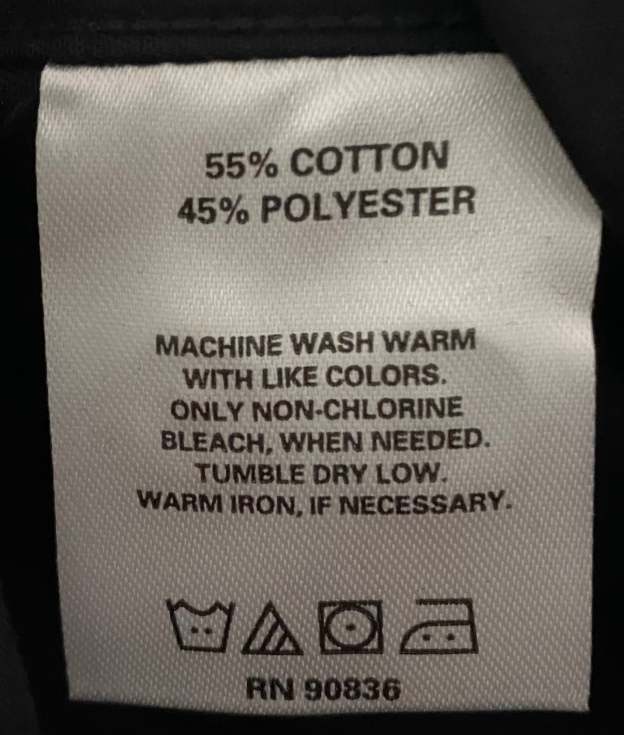 55% COTTON
45% POLYESTER
MACHINE WASH WARM
WITH LIKE COLORS.
ONLY NON-CHLORINE
BLEACH, WHEN NEEDED.
TUMBLE DRY LOW.
WARM IRON, IF NECESSARY.
RN 90836